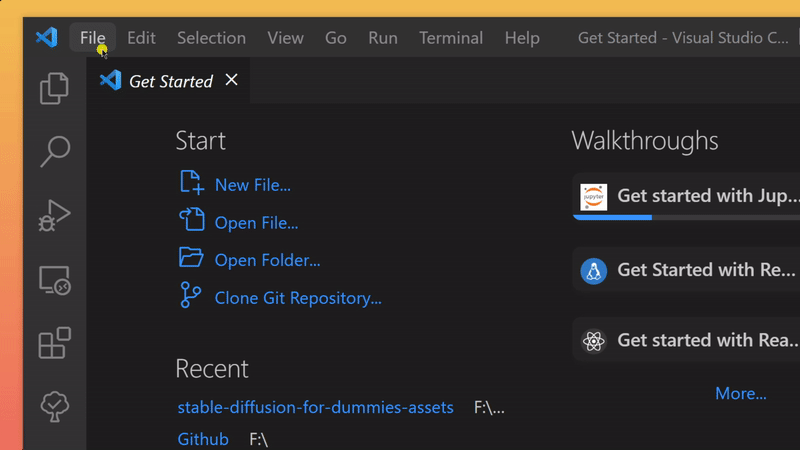 File Edit Selection View Go Run Terminal Help Get Started - Visual Studio C...
Get Started
Start
New File...
Open File...
Open Folder...
Clone Git Repository...
Recent
stable-diffusion-for-dummies-assets F:\...
Github F:\
Walkthroughs
jupyter Get started with Jup...
Get Started with Re...
Get started with Rea...
More...